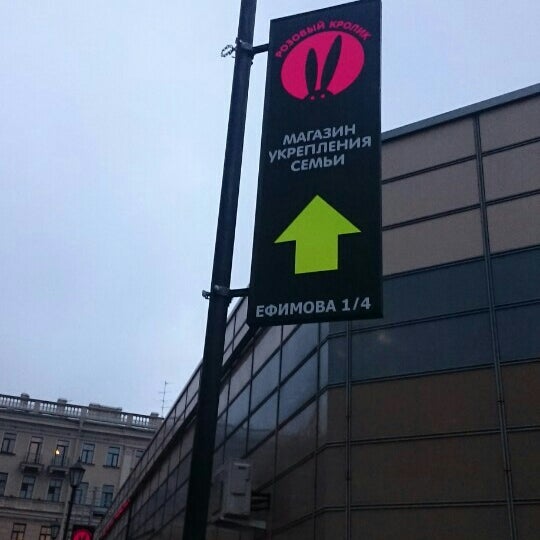 РОЗОВЫЙ КРОЛИК
МАГАЗИН
УКРЕПЛЕНИЯ
СЕМЬИ
ЕФИМОВА 1/4